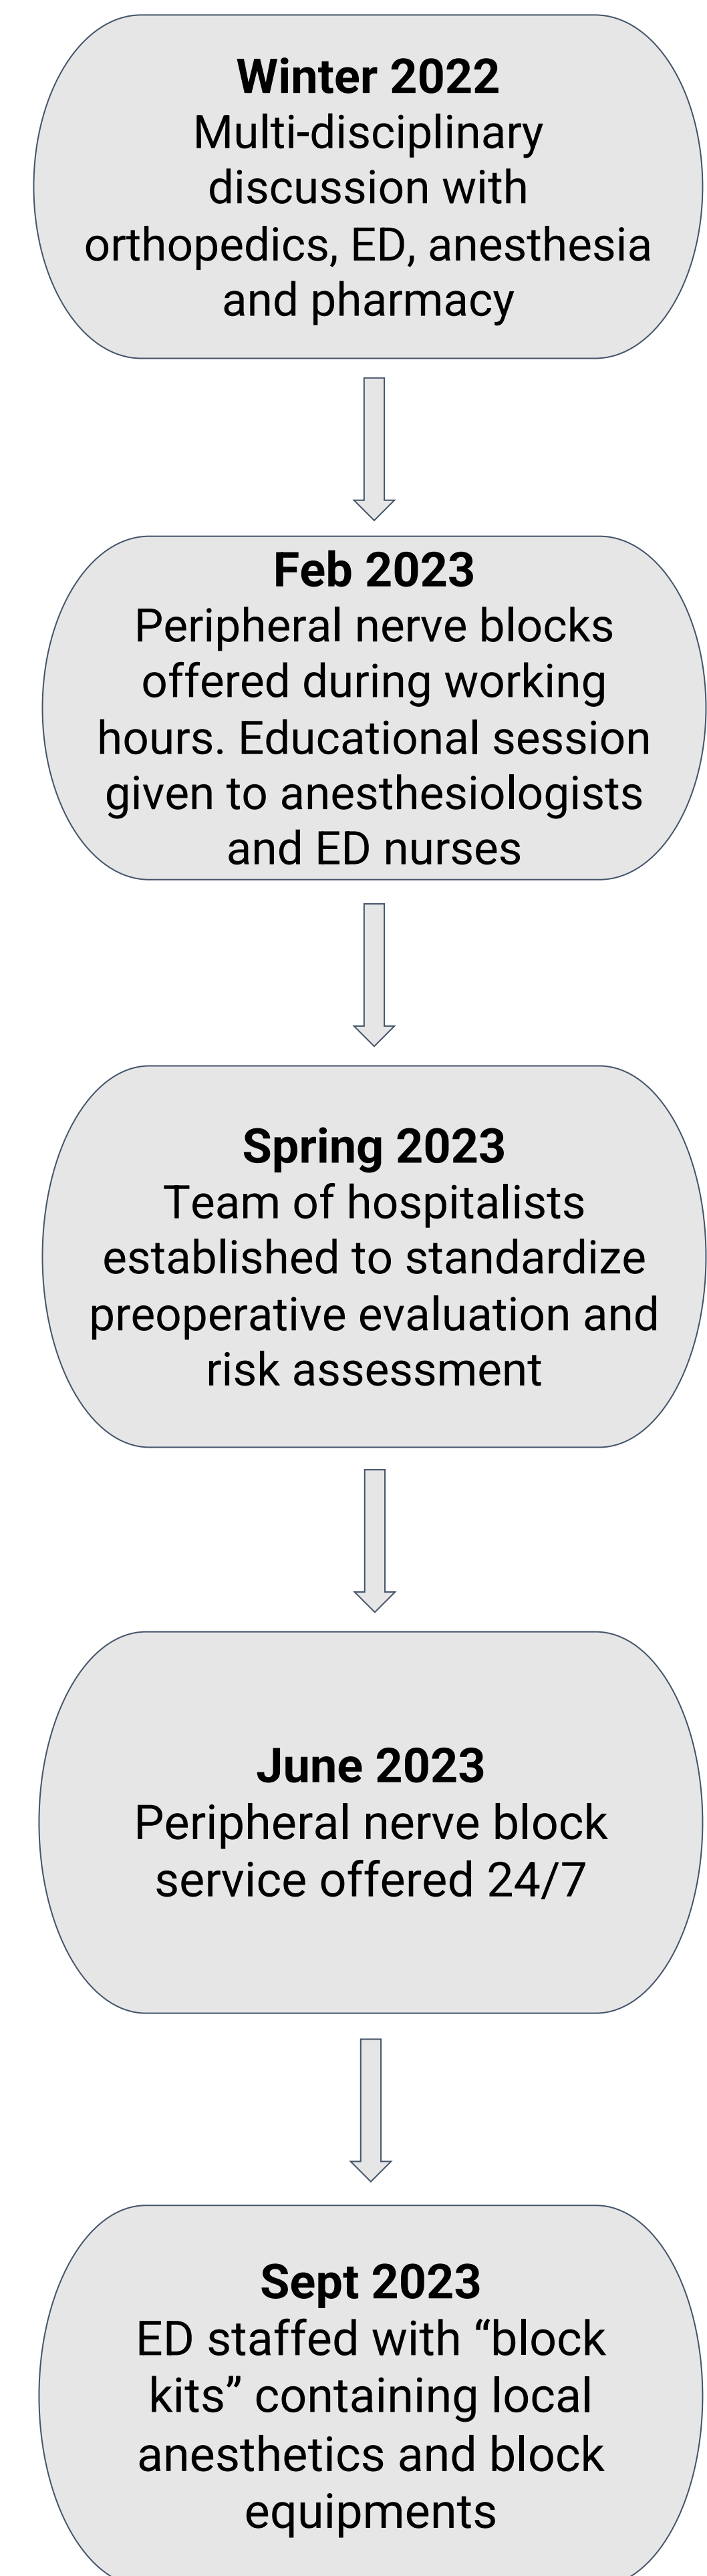 Winter 2022
Multi-disciplinary
discussion with
orthopedics, ED, anesthesia
and pharmacy
Feb 2023
Peripheral nerve blocks
offered during working
hours. Educational session
given to anesthesiologists
and ED nurses
Spring 2023
Team of hospitalists
established to standardize
preoperative evaluation and
risk assessment
June 2023
Peripheral nerve block
service offered 24/7
Sept 2023
ED staffed with “block
kits” containing local
anesthetics and block
equipments